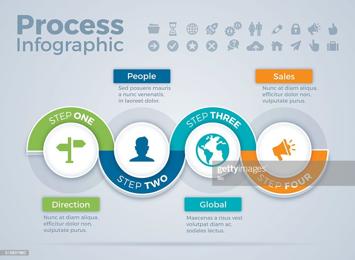 Process
Infographic
People
Sed posuere mauris
a nunc venenatis,
in laoreet dolor.
Sales
Nunc at diam aliqua,
efficitur dolor non,
vulputate purus.
STEP ONE
STEP TWO
STEP THREE
STEP FOUR
gettyimages
Direction
Nunc at diam aliqua,
efficitur dolor non,
vulputate purus.
Global
Maecenas a risus vel
volutpat diam ac
sodales lectus.